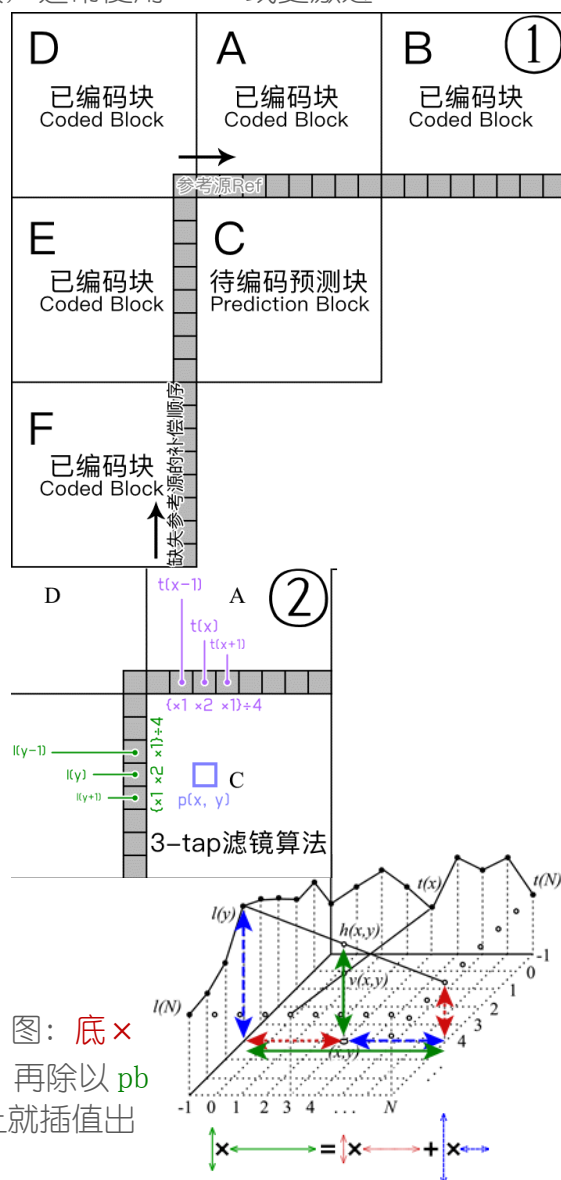 D
A
B
①
已编码块
Coded Block
已编码块
Coded Block
已编码块
Coded Block
参考源Ref
E
C
已编码块
Coded Block
待编码预测块
Prediction Block
F
已编码块
Coded Block
缺失参考源的补偿顺序
D
A
②
t(x-1)
t(x)
t(x+1)
{×1 ×2 ×1}÷4
l(y-1)
l(y)
l(y+1)
{×1 ×2 ×1}÷4
C
p(x, y)
3-tap滤镜算法
l(y)
t(x)
t(N)
h(x,y)
v(x,y)
l(N)
(x,y)
-1
0
1
2
3
4
-1 0 1 2 3 4 ... N
图：底×
再除以 pb
就插值出
× = × + ×